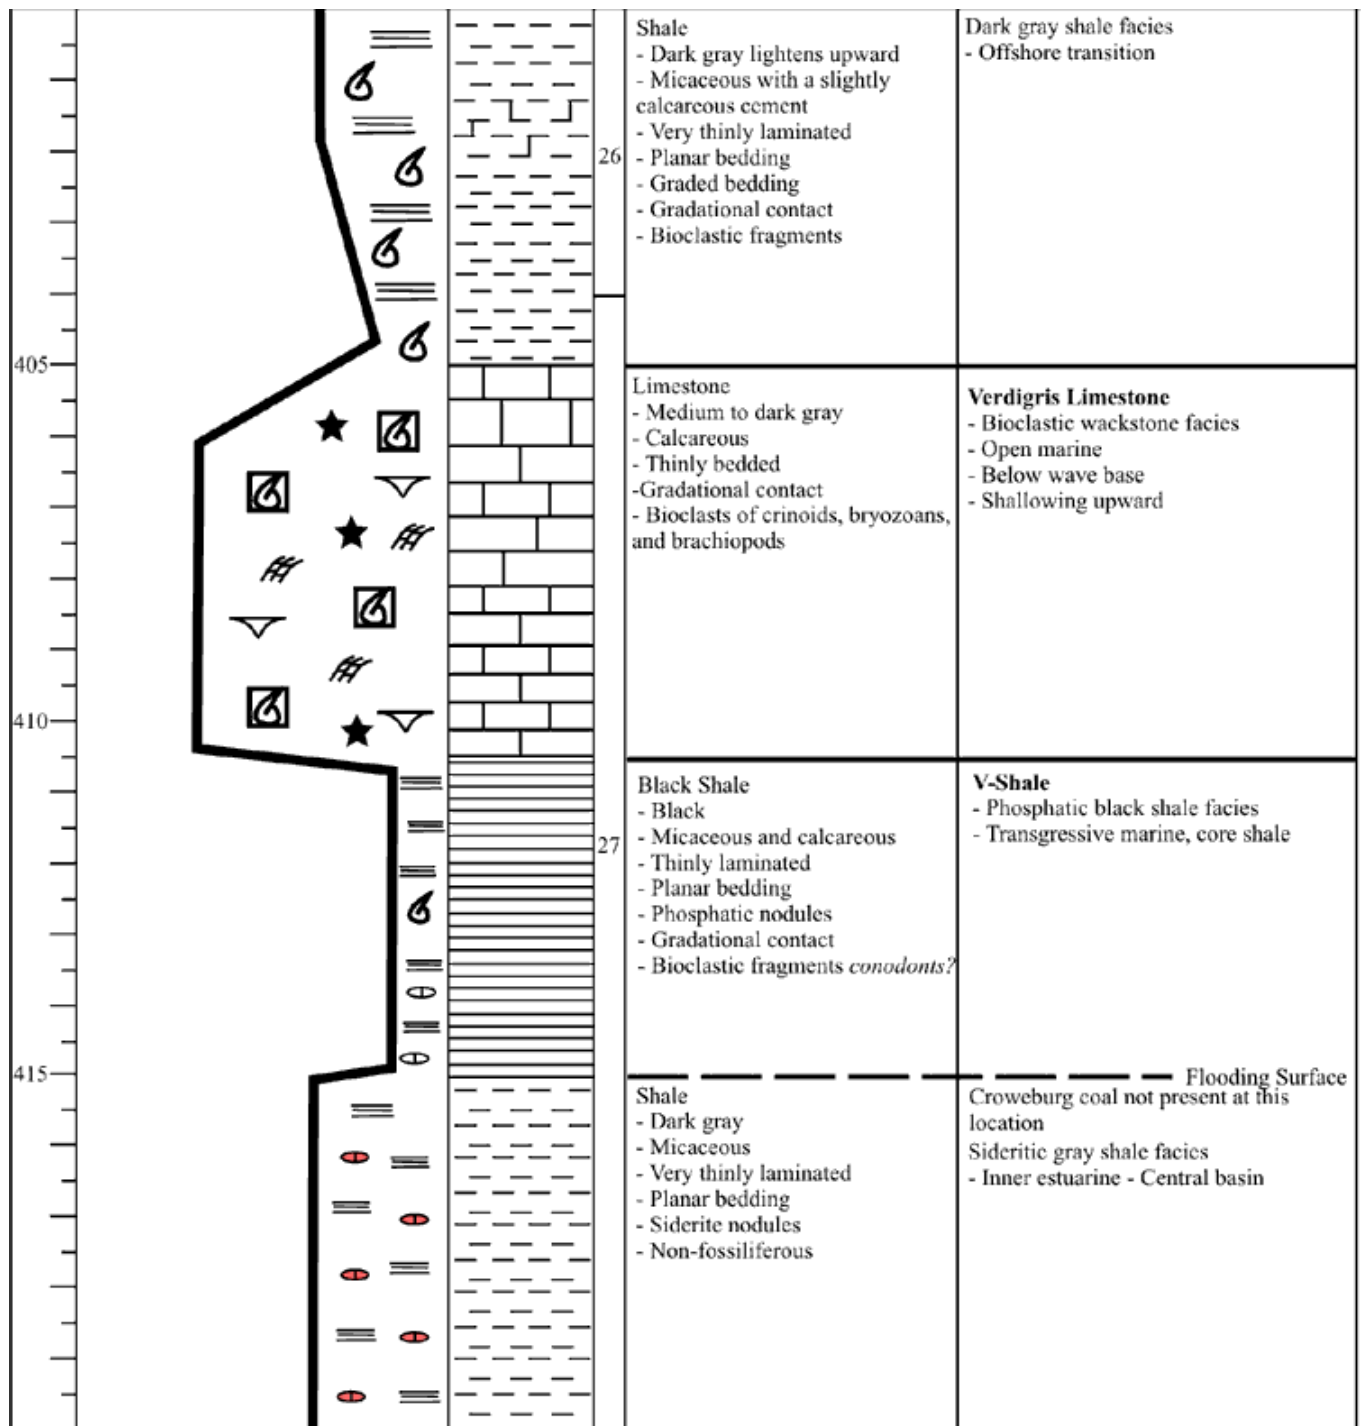 Shale
- Dark gray lightens upward
- Micaceous with a slightly
calcareous cement
- Very thinly laminated
- Planar bedding
- Graded bedding
- Gradational contact
- Bioclastic fragments
Dark gray shale facies
- Offshore transition
26
405
Limestone
- Medium to dark gray
- Calcareous
- Thinly bedded
-Gradational contact
- Bioclasts of crinoids, bryozoans,
and brachiopods
Verdigris Limestone
- Bioclastic wackstone facies
- Open marine
- Below wave base
- Shallowing upward
410
Black Shale
- Black
- Micaceous and calcareous
- Thinly laminated
- Planar bedding
- Phosphatic nodules
- Gradational contact
- Bioclastic fragments conodonts?
V-Shale
- Phosphatic black shale facies
- Transgressive marine, core shale
27
415
Flooding Surface
Shale
- Dark gray
- Micaceous
- Very thinly laminated
- Planar bedding
- Siderite nodules
- Non-fossiliferous
Croweburg coal not present at this
location
Sideritic gray shale facies
- Inner estuarine - Central basin